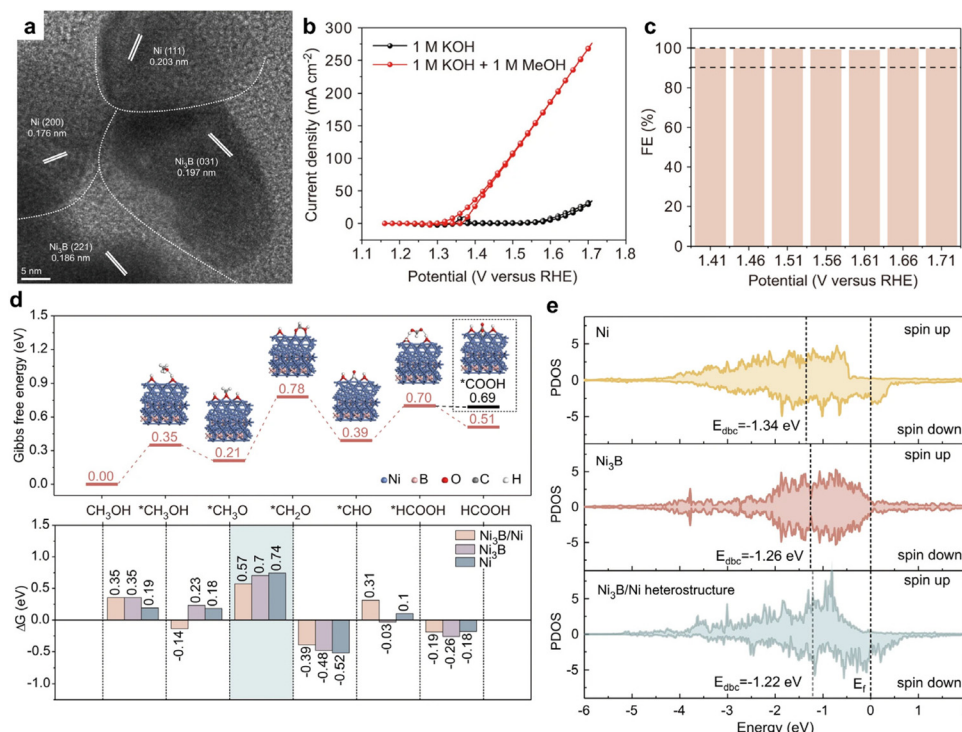 a
Ni (111)
0.203 nm
Ni (200)
0.176 nm
Ni₃B (031)
0.197 nm
Ni₃B (221)
0.186 nm
5 nm
b
1 M KOH
1 M KOH + 1 M MeOH
Current density (mA cm⁻²)
300
250
200
150
100
50
0
1.1 1.2 1.3 1.4 1.5 1.6 1.7 1.8
Potential (V versus RHE)
c
FE (%)
100
80
60
40
20
0
1.41 1.46 1.51 1.56 1.61 1.66 1.71
Potential (V versus RHE)
d
Gibbs free energy (eV)
1.5
1.2
0.9
0.6
0.3
0.0
0.00
0.35
0.21
0.78
0.39
0.70
*COOH
0.69
0.51
Ni B O C H
CH₃OH *CH₃OH *CH₃O *CH₂O *CHO *HCOOH HCOOH
ΔG (eV)
1.5
1.0
0.5
0.0
-0.5
-1.0
Ni₃B/Ni
Ni₃B
Ni
0.35 0.35 0.19
-0.14 0.23 0.18
0.57 0.7 0.74
-0.39 -0.48 -0.52
0.31 -0.03 0.1
-0.19 -0.26 -0.18
e
Ni
spin up
PDOS
5
0
-5
E_dbc=-1.34 eV
spin down
Ni₃B
spin up
PDOS
5
0
-5
E_dbc=-1.26 eV
spin down
Ni₃B/Ni heterostructure
spin up
PDOS
5
0
-5
E_dbc=-1.22 eV
E_f
spin down
-6 -5 -4 -3 -2 -1 0 1 2
Energy (eV)